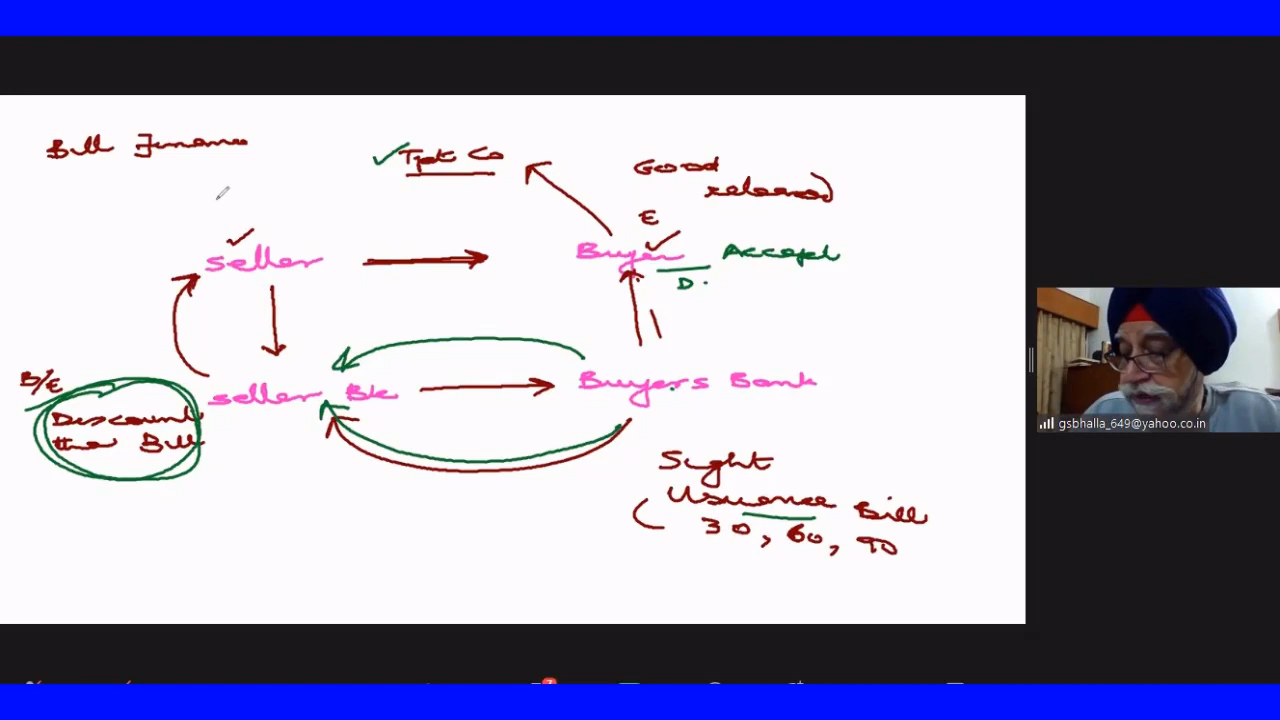 Bill Finance
✓Tpt Co
Good
released
E
Seller
Buyer
Accept
D.
B/E
Seller Bk
Buyers Bank
Discount
the Bill
Sight
Usuance Bill
30, 60, 90
gsbhalla_649@yahoo.co.in